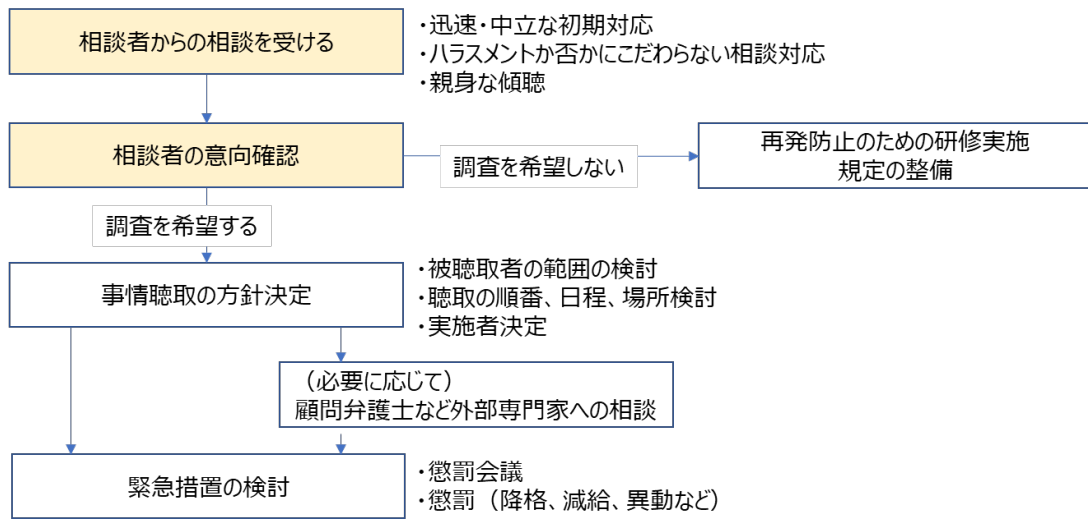 相談者からの相談を受ける
・迅速・中立な初期対応
・ハラスメントか否かにこだわらない相談対応
・親身な傾聴
相談者の意向確認
調査を希望しない
再発防止のための研修実施
規定の整備
調査を希望する
事情聴取の方針決定
・被聴取者の範囲の検討
・聴取の順番、日程、場所検討
・実施者決定
（必要に応じて）
顧問弁護士など外部専門家への相談
緊急措置の検討
・懲罰会議
・懲罰（降格、減給、異動など）